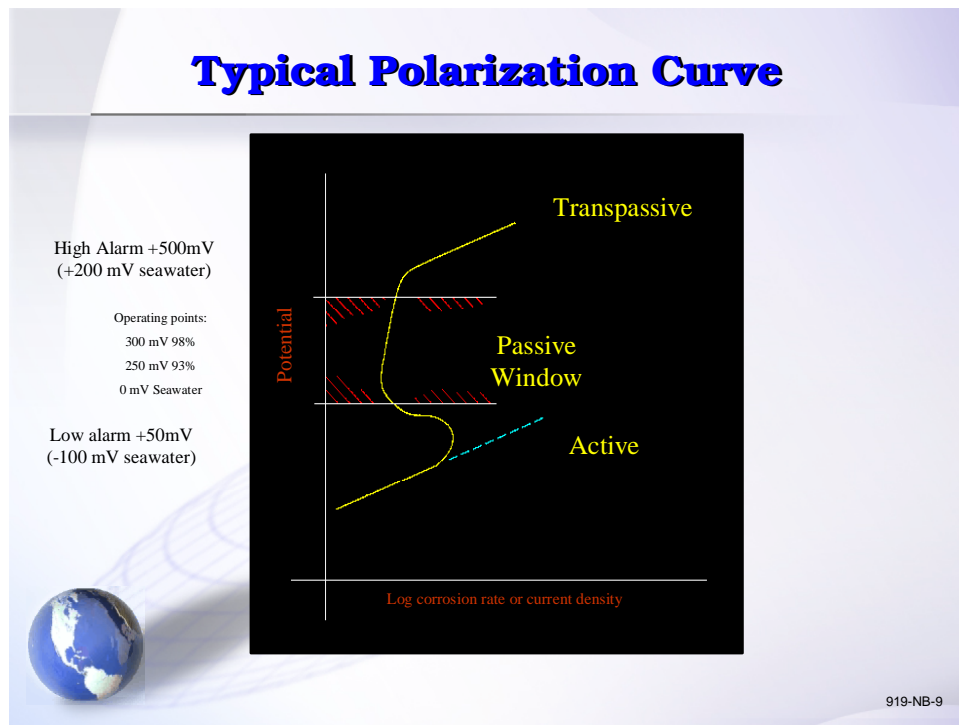 Typical Polarization Curve
High Alarm +500mV
(+200 mV seawater)
Operating points:
300 mV 98%
250 mV 93%
0 mV Seawater
Low alarm +50mV
(-100 mV seawater)
Potential
Transpassive
Passive
Window
Active
Log corrosion rate or current density
919-NB-9